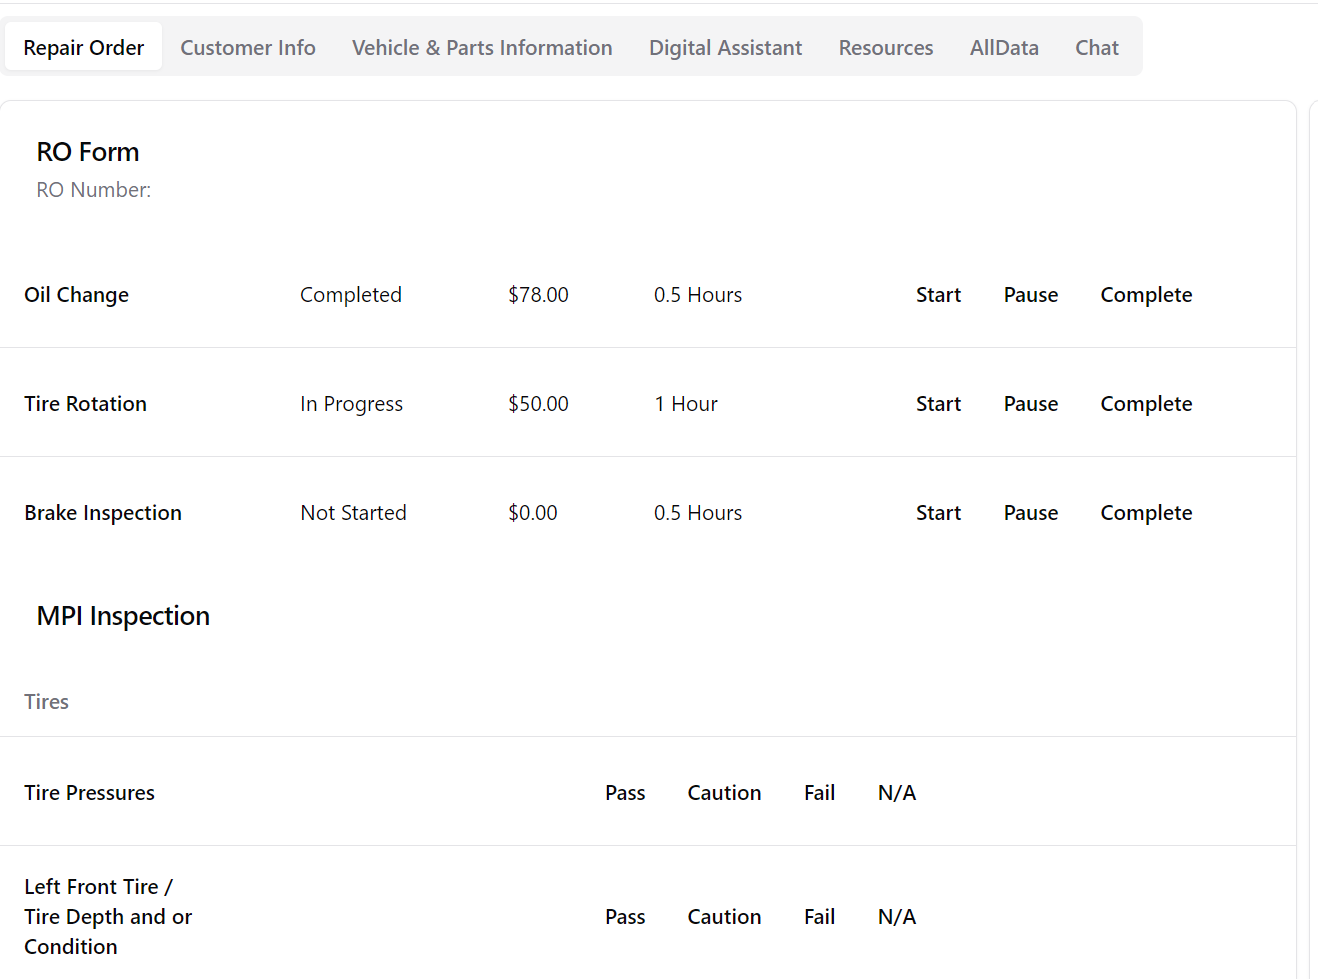 Repair Order Customer Info Vehicle & Parts Information Digital Assistant Resources AllData Chat
RO Form
RO Number:
Oil Change Completed $78.00 0.5 Hours Start Pause Complete
Tire Rotation In Progress $50.00 1 Hour Start Pause Complete
Brake Inspection Not Started $0.00 0.5 Hours Start Pause Complete
MPI Inspection
Tires
Tire Pressures Pass Caution Fail N/A
Left Front Tire /
Tire Depth and or Pass Caution Fail N/A
Condition